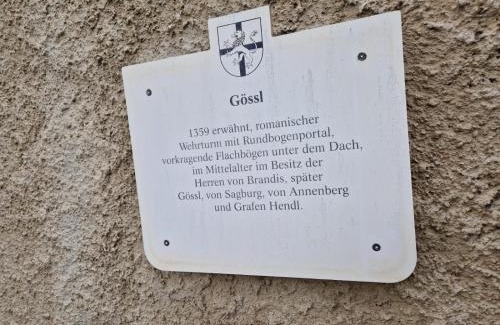 Gössl
1359 erwähnt, romanischer
Wehrturm mit Rundbogenportal,
vorkragende Flachbögen unter dem Dach,
im Mittelalter im Besitz der
Herren von Brandis, später
Gössl, von Sagburg, von Annenberg
und Grafen Hendl.